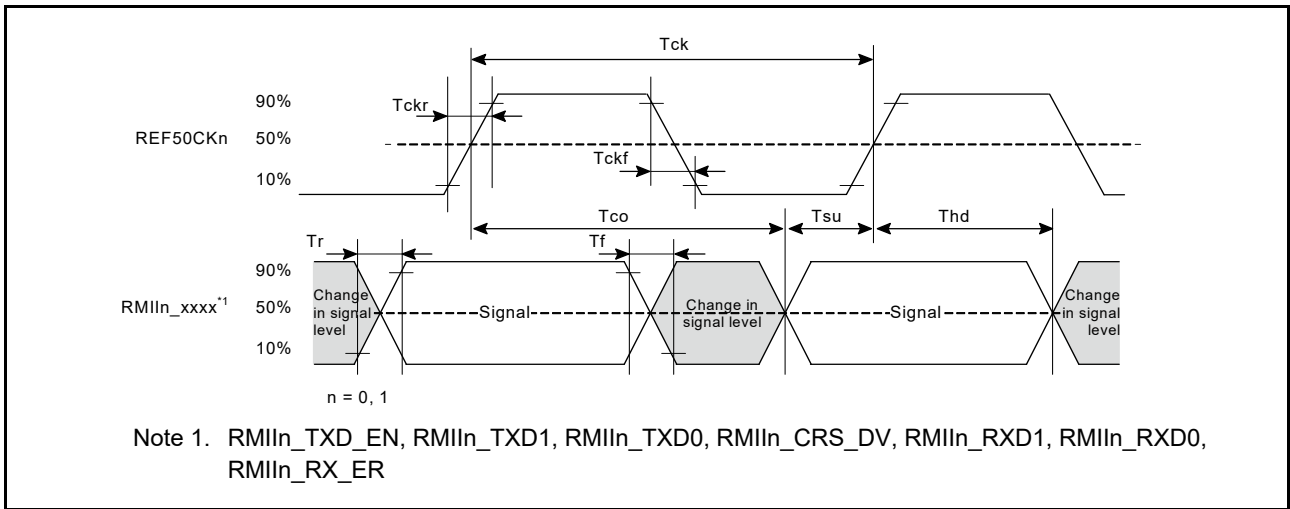 Tck
90%
Tckr
REF50CKn
50%
Tckf
10%
Tco
Tsu
Thd
Tr
Tf
90%
RMIIn_xxxx*1
50%
10%
Change
in signal
level
Signal
Change in
signal level
Signal
Change
in signal
level
n = 0, 1
Note 1. RMIIn_TXD_EN, RMIIn_TXD1, RMIIn_TXD0, RMIIn_CRS_DV, RMIIn_RXD1, RMIIn_RXD0,
RMIIn_RX_ER